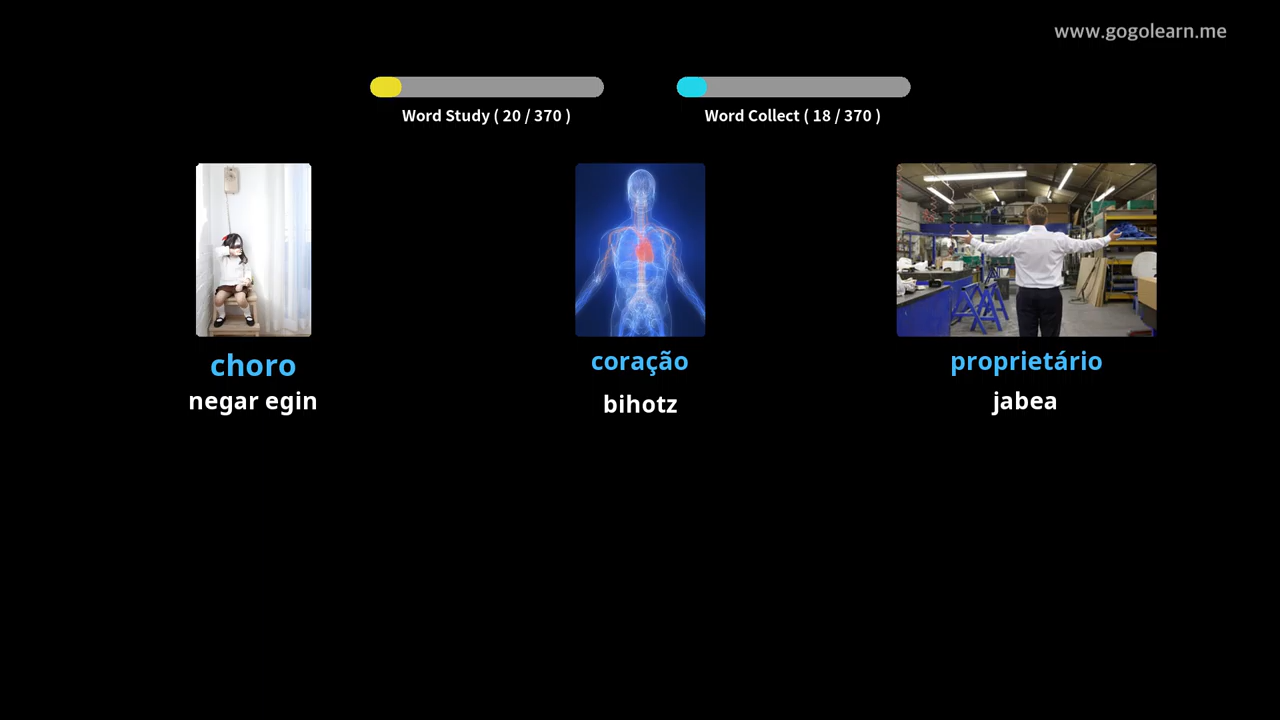 www.gogolearn.me
Word Study ( 20 / 370 )
Word Collect ( 18 / 370 )
choro
negar egin
coração
bihotz
proprietário
jabea